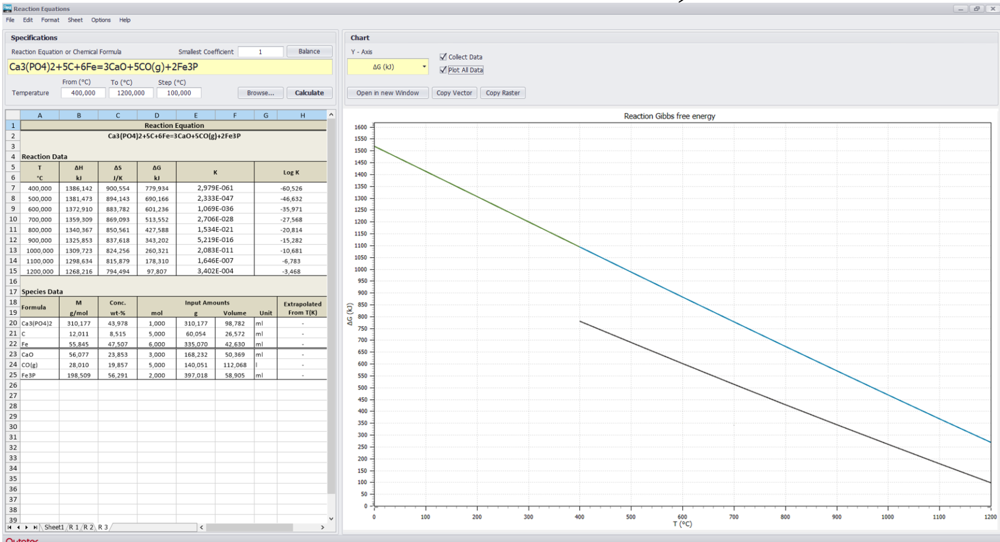 Reaction Equations
File Edit Format Sheet Options Help
Specifications
Reaction Equation or Chemical Formula Smallest Coefficient 1 Balance
Ca3(PO4)2+5C+6Fe=3CaO+5CO(g)+2Fe3P
From (°C) To (°C) Step (°C)
Temperature 400,000 1200,000 100,000 Browse... Calculate
A B C D E F G H
1 Reaction Equation
2 Ca3(PO4)2+5C+6Fe=3CaO+5CO(g)+2Fe3P
3
4 Reaction Data
5 T ΔH ΔS ΔG K Log K
6 °C kJ J/K kJ
7 400,000 1386,142 900,554 779,934 2,979E-061 -60,526
8 500,000 1381,473 894,143 690,166 2,333E-047 -46,632
9 600,000 1372,910 883,782 601,236 1,069E-036 -35,971
10 700,000 1359,309 869,093 513,552 2,706E-028 -27,568
11 800,000 1340,367 850,561 427,588 1,534E-021 -20,814
12 900,000 1325,853 837,618 343,202 5,219E-016 -15,282
13 1000,000 1309,723 824,256 260,321 2,083E-011 -10,681
14 1100,000 1298,634 815,879 178,310 1,646E-007 -6,783
15 1200,000 1268,216 794,494 97,807 3,402E-004 -3,468
16
17 Species Data
18 Formula M Conc. Input Amounts Extrapolated
19 g/mol wt-% mol g Volume Unit From T(K)
20 Ca3(PO4)2 310,177 43,978 1,000 310,177 98,782 ml -
21 C 12,011 8,515 5,000 60,054 26,572 ml -
22 Fe 55,845 47,507 6,000 335,070 42,630 ml -
23 CaO 56,077 23,853 3,000 168,232 50,369 ml -
24 CO(g) 28,010 19,857 5,000 140,051 112,068 l -
25 Fe3P 198,509 56,291 2,000 397,018 58,905 ml -
26
27
28
29
30
31
32
33
34
35
36
37
38
39
Sheet1 R 1 R 2 R 3
Outotec
Chart
Y - Axis
Collect Data
ΔG (kJ)
Plot All Data
Open in new Window Copy Vector Copy Raster
Reaction Gibbs free energy
1600
1550
1500
1450
1400
1350
1300
1250
1200
1150
1100
1050
1000
950
900
850
800
750
700
650
600
550
500
450
400
350
300
250
200
150
100
50
0
ΔG (kJ)
0 100 200 300 400 500 600 700 800 900 1000 1100 1200
T (°C)